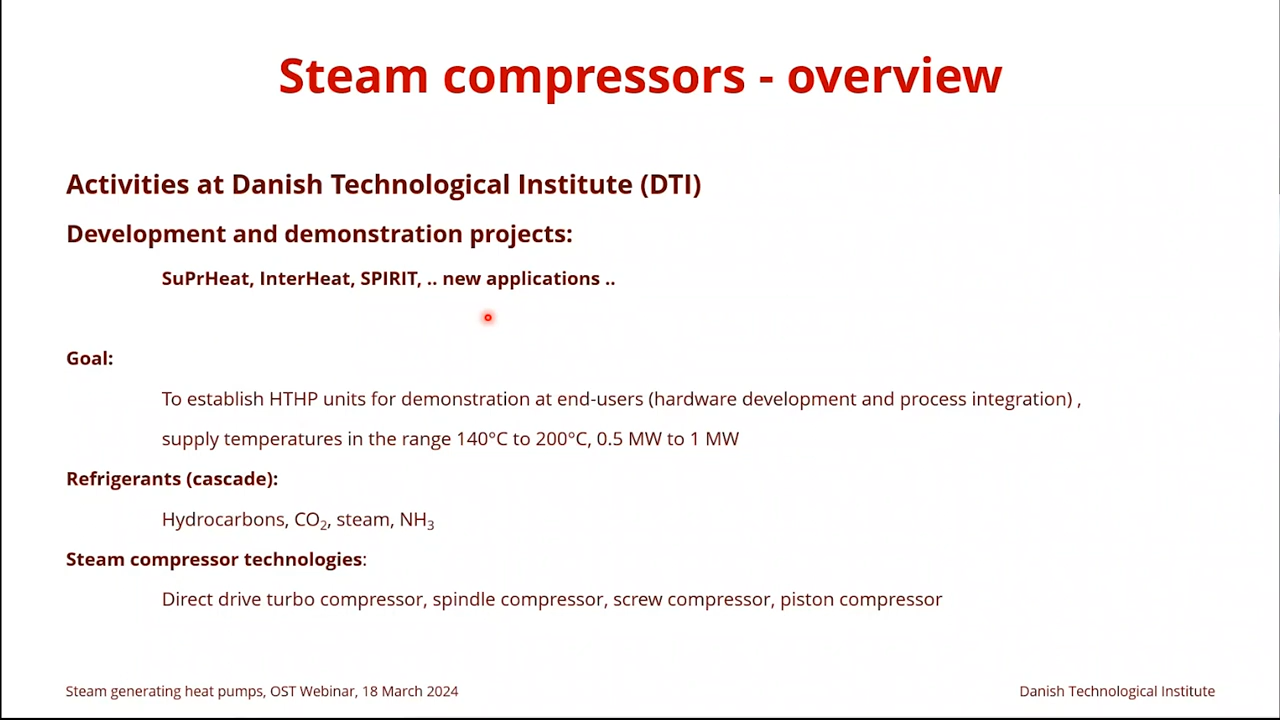 Steam compressors - overview
Activities at Danish Technological Institute (DTI)
Development and demonstration projects:
SuPrHeat, InterHeat, SPIRIT, .. new applications ..
Goal:
To establish HTHP units for demonstration at end-users (hardware development and process integration) ,
supply temperatures in the range 140°C to 200°C, 0.5 MW to 1 MW
Refrigerants (cascade):
Hydrocarbons, CO₂, steam, NH₃
Steam compressor technologies:
Direct drive turbo compressor, spindle compressor, screw compressor, piston compressor
Steam generating heat pumps, OST Webinar, 18 March 2024
Danish Technological Institute